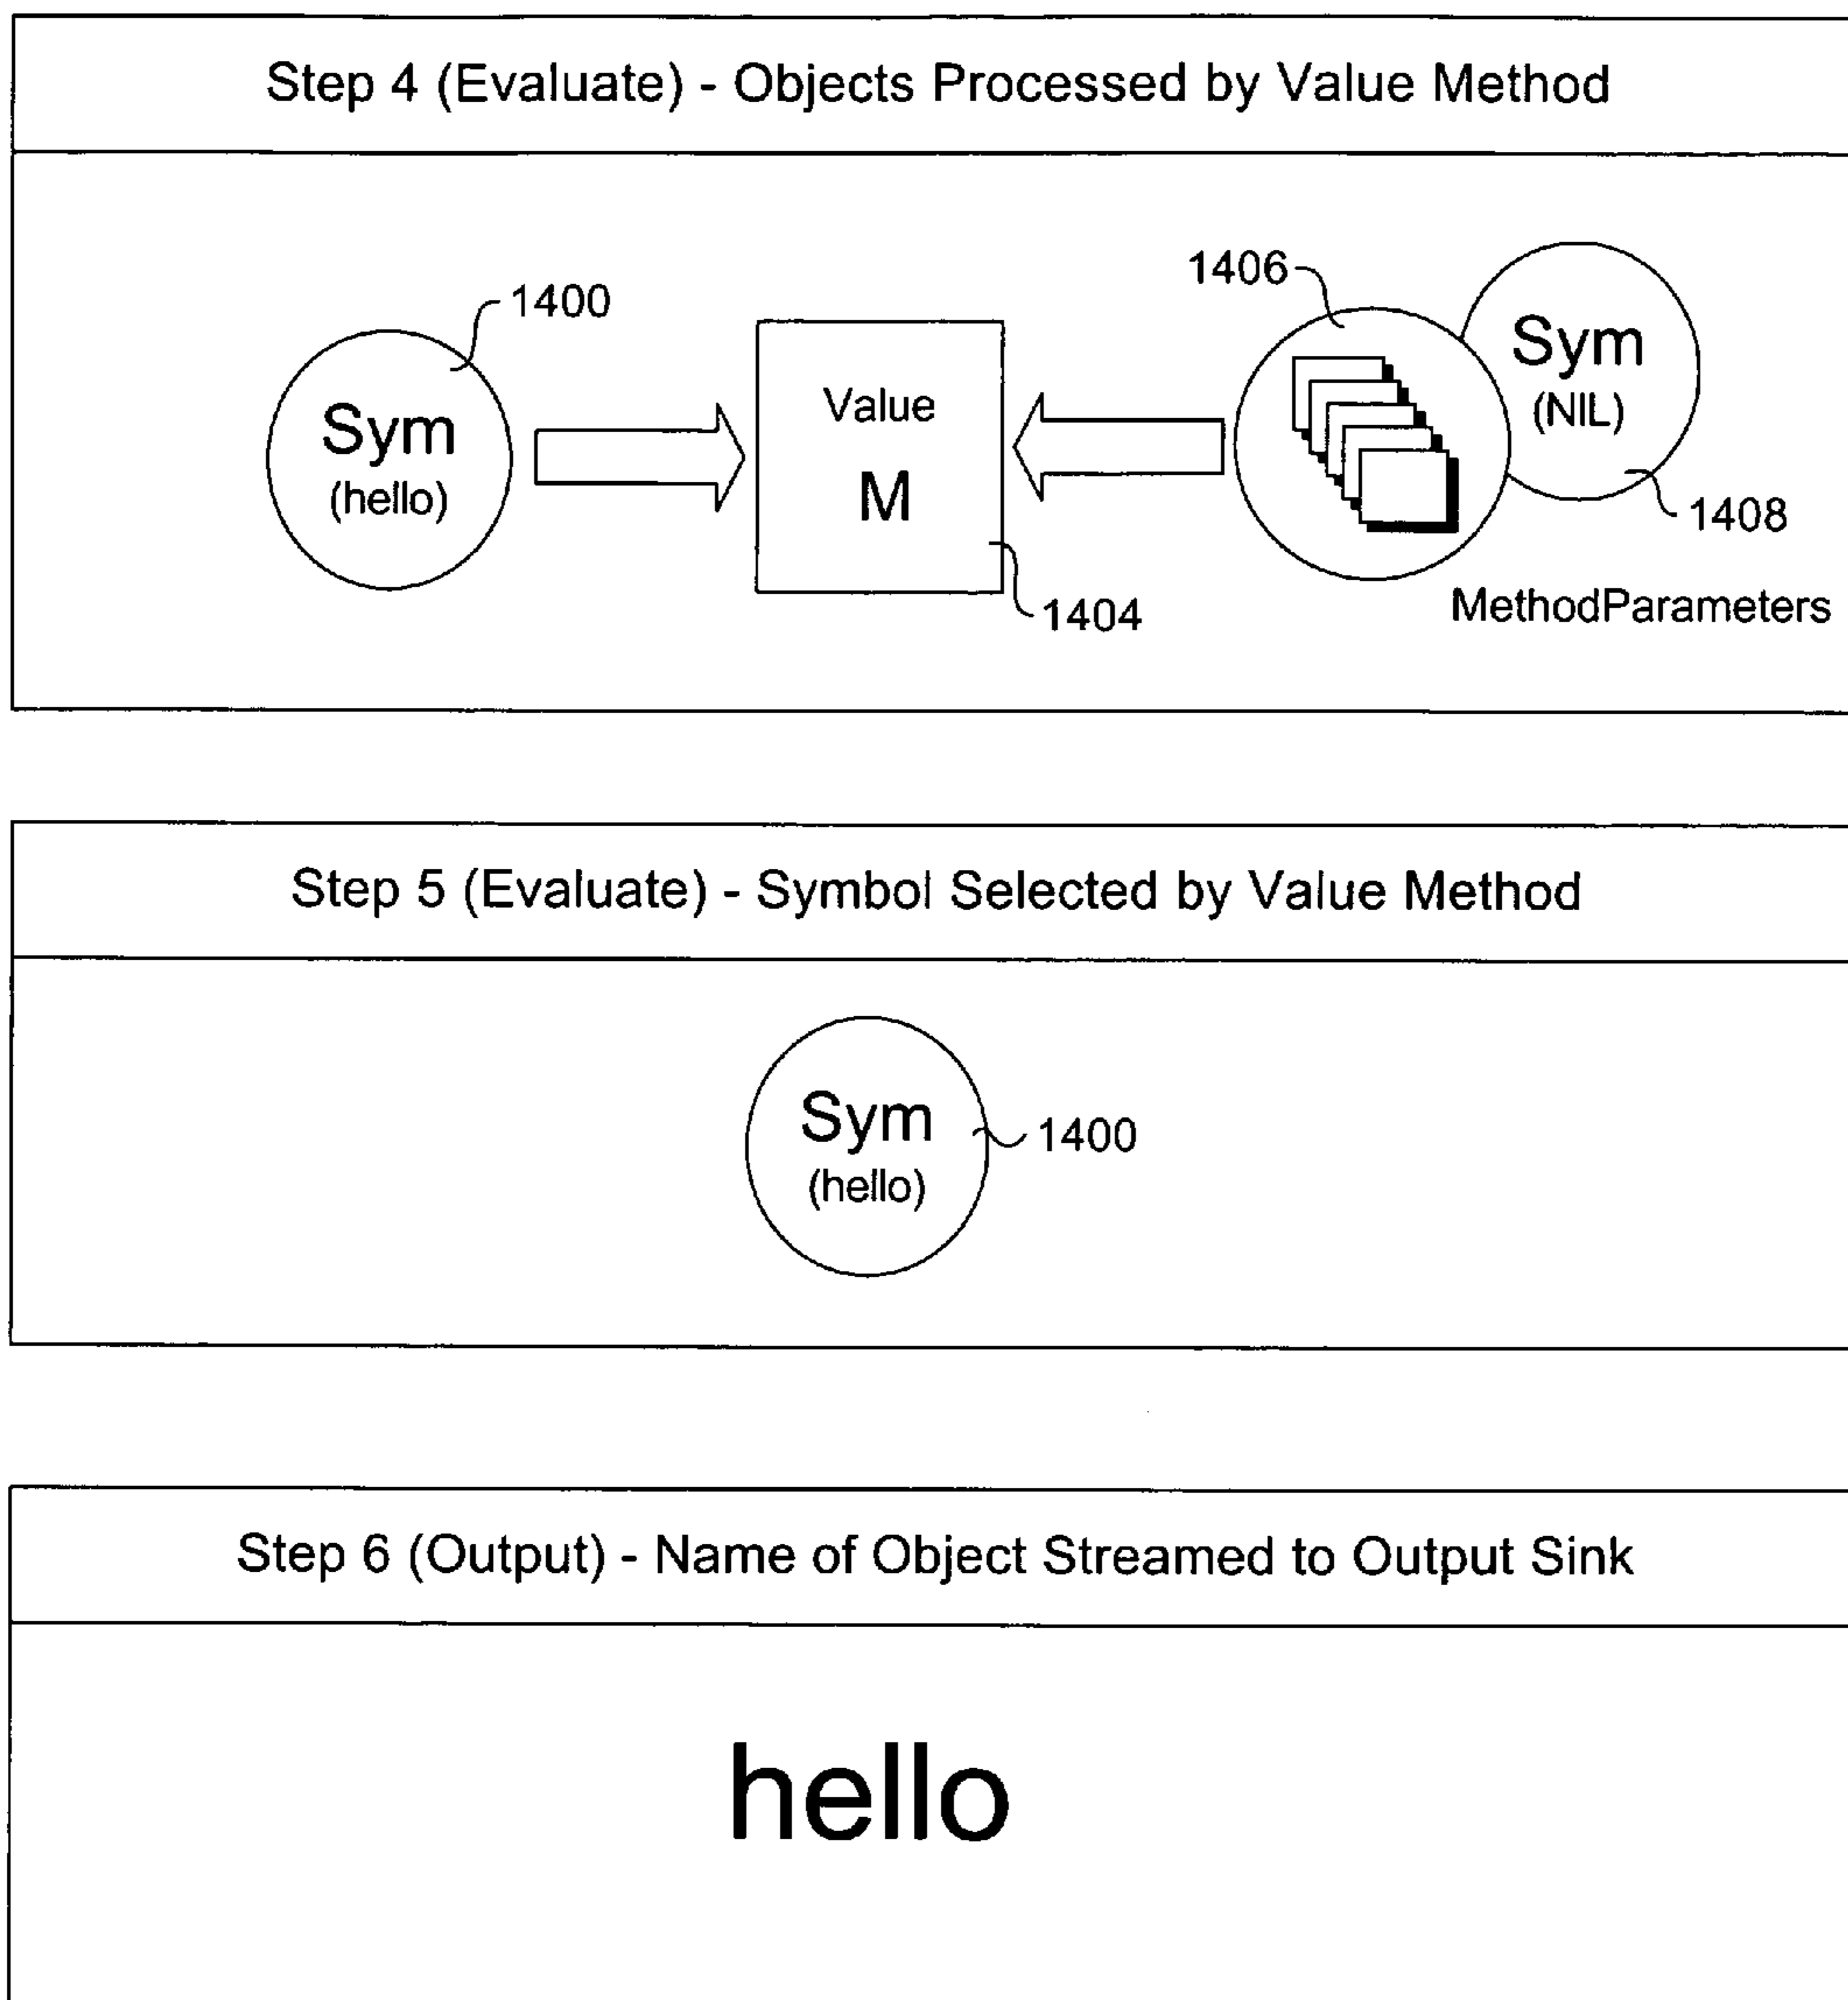 Step 4 (Evaluate) - Objects Processed by Value Method
1400
Sym
(hello)
Value
M
1404
1406
Sym
(NIL)
1408
MethodParameters
Step 5 (Evaluate) - Symbol Selected by Value Method
Sym
(hello)
1400
Step 6 (Output) - Name of Object Streamed to Output Sink
hello